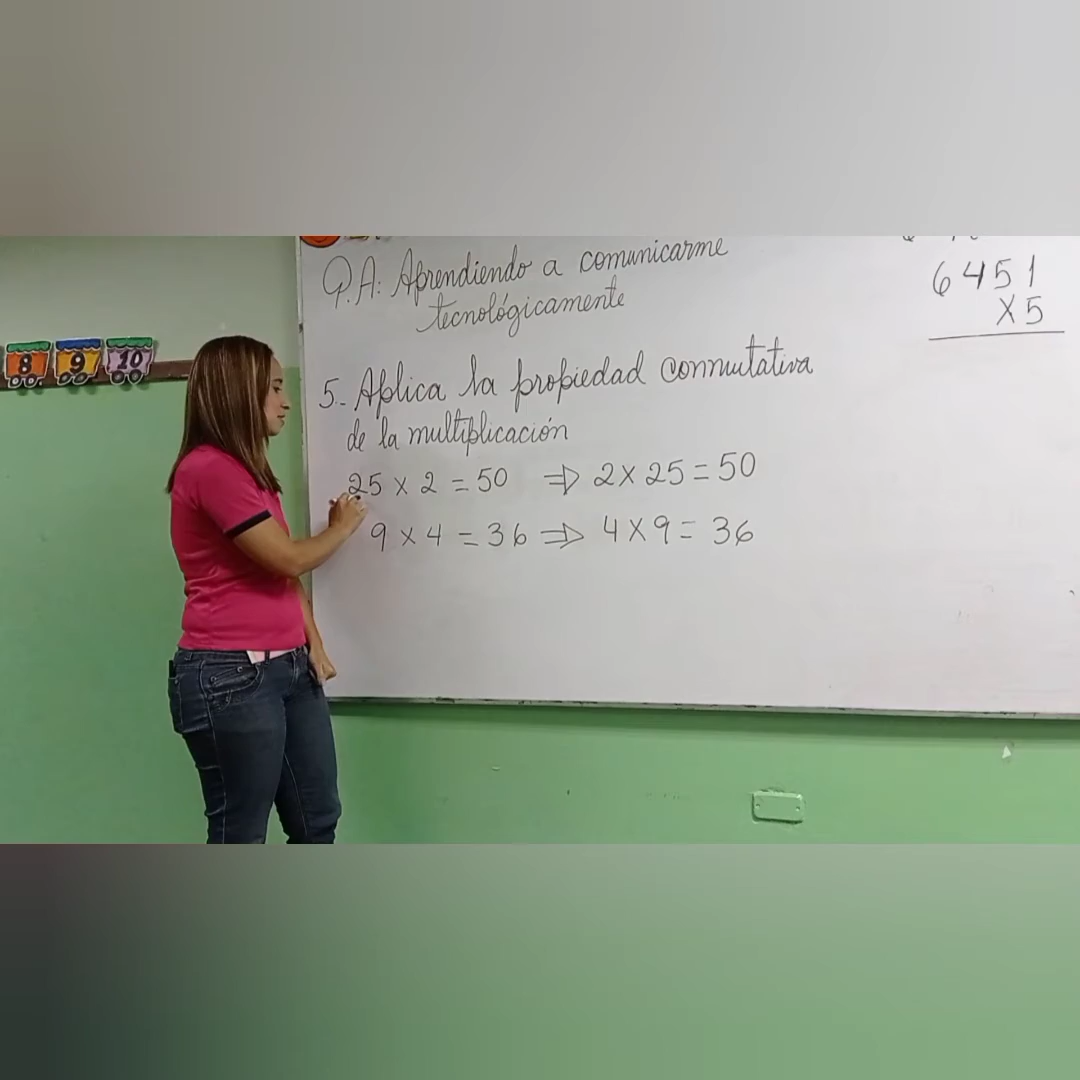 P.A: Aprendiendo a comunicarme
tecnológicamente
5.- Aplica la propiedad conmutativa
de la multiplicación
25 x 2 = 50 ⇒ 2 x 25 = 50
9 x 4 = 36 ⇒ 4 x 9 = 36
6451
x5
8 9 10